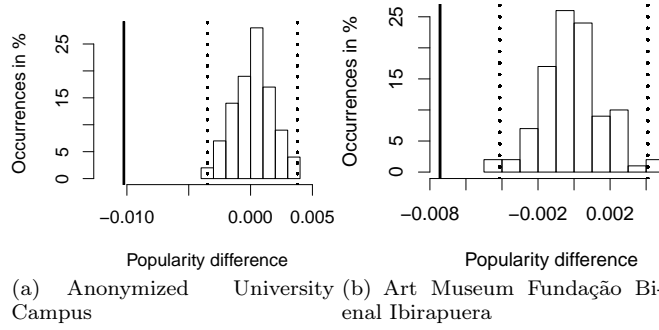 Occurrences in %
25
15
5
0
−0.010
0.000
0.005
Popularity difference
(a) Anonymized University
Campus
Occurrences in %
25
15
5
0
−0.008
−0.002
0.002
Popularity difference
(b) Art Museum Fundação Bi-
enal Ibirapuera